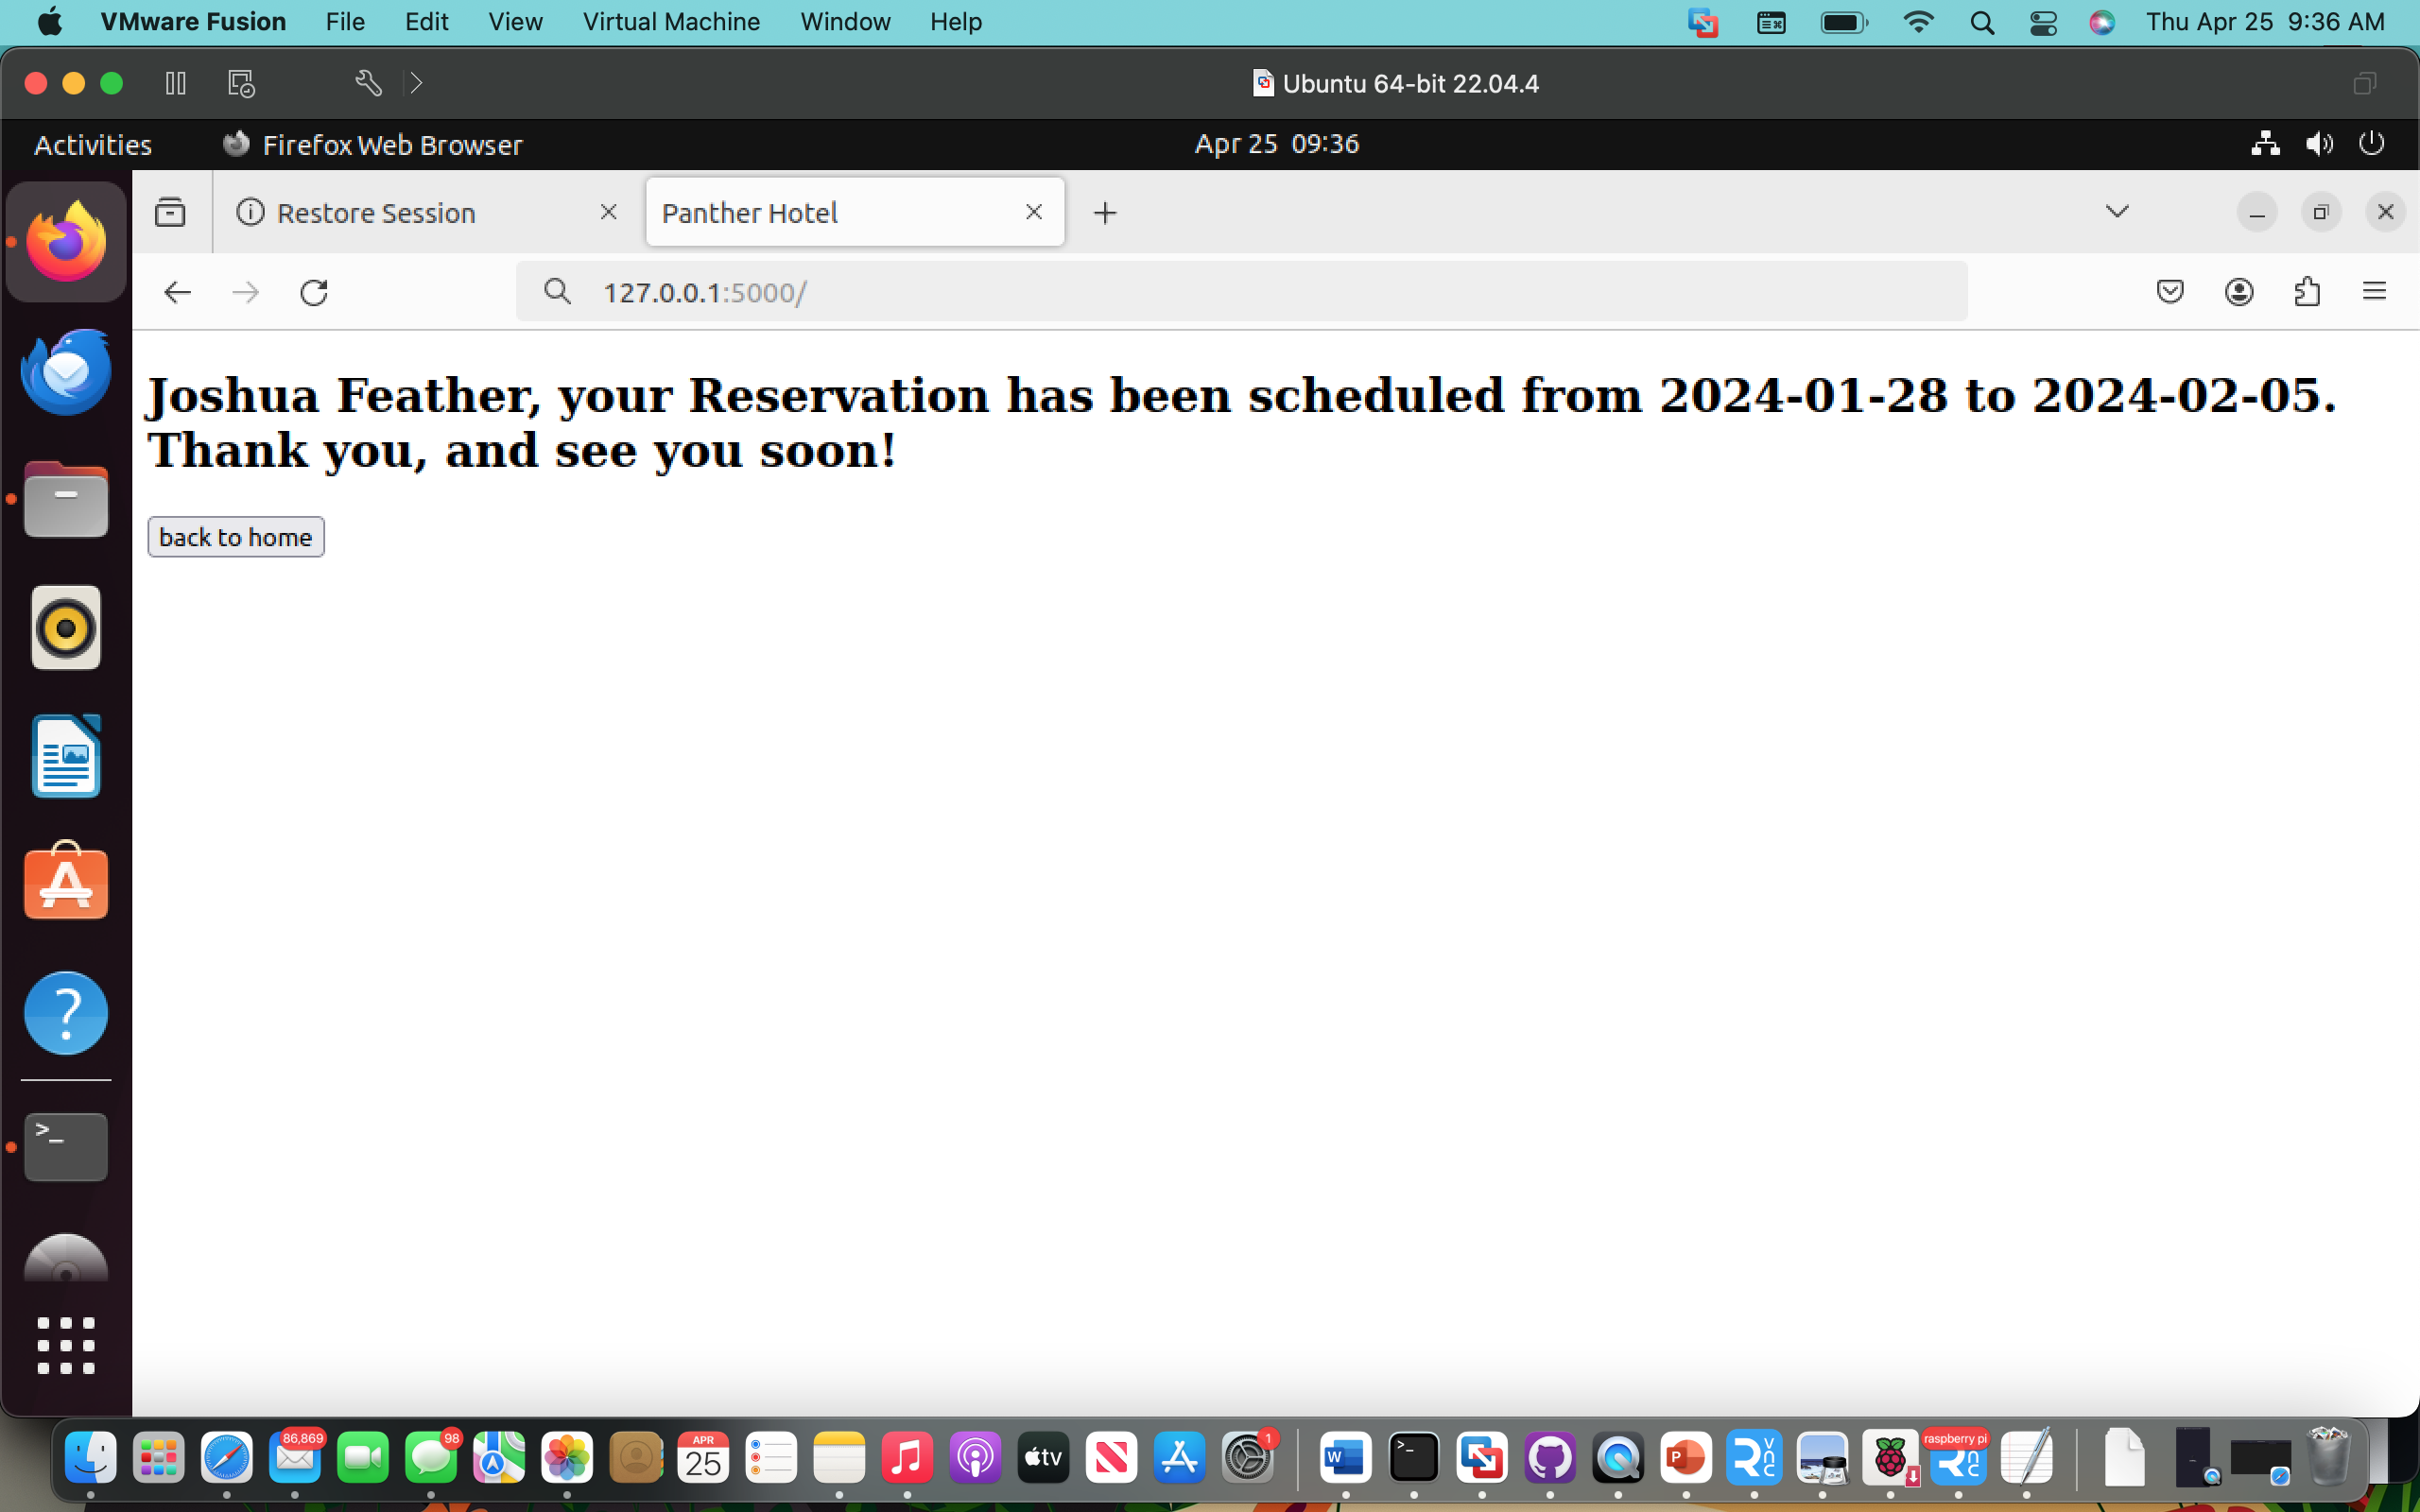 VMware Fusion File Edit View Virtual Machine Window Help Thu Apr 25 9:36 AM
Ubuntu 64-bit 22.04.4
Activities Firefox Web Browser Apr 25 09:36
Restore Session Panther Hotel
127.0.0.1:5000/
Joshua Feather, your Reservation has been scheduled from 2024-01-28 to 2024-02-05.
Thank you, and see you soon!
back to home
>_
86,869 98 APR 25 tv 1 W >_ P VNC raspberry pi VNC